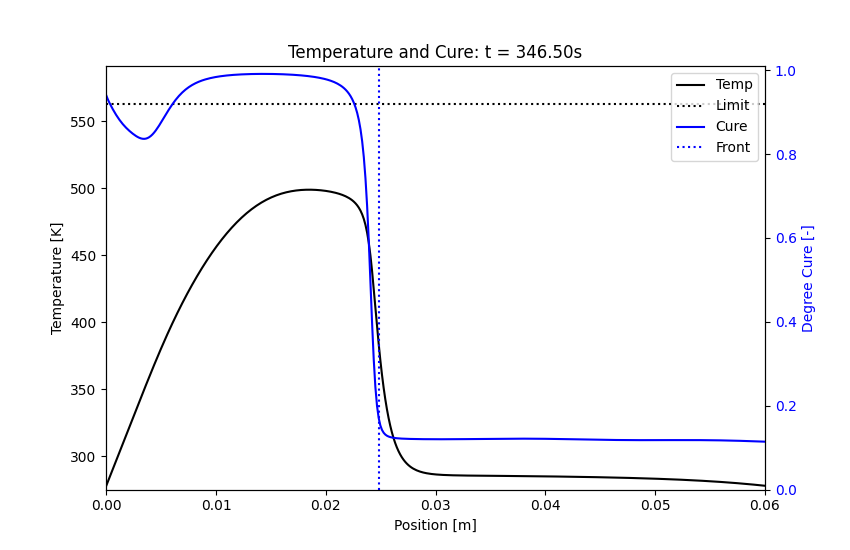 Temperature and Cure: t = 346.50s
Temp
Limit
Cure
Front
Temperature [K]
550
500
450
400
350
300
Degree Cure [-]
1.0
0.8
0.6
0.4
0.2
0.0
0.00 0.01 0.02 0.03 0.04 0.05 0.06
Position [m]